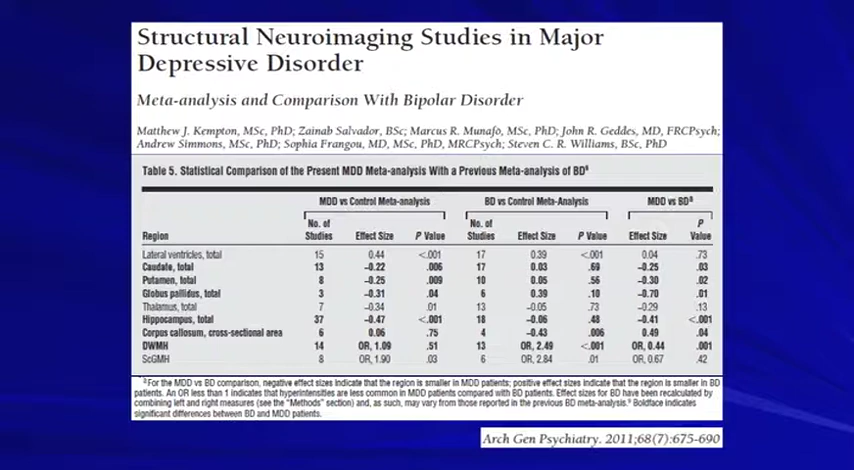 Structural Neuroimaging Studies in Major
Depressive Disorder
Meta-analysis and Comparison With Bipolar Disorder
Matthew J. Kempton, MSc, PhD; Zainab Salvador, BSc; Marcus R. Munafò, MSc, PhD; John R. Geddes, MD, FRCPsych;
Andrew Simmons, MSc, PhD; Sophia Frangou, MD, MSc, PhD, MRCPsych; Steven C. R. Williams, BSc, PhD
Table 5. Statistical Comparison of the Present MDD Meta-analysis With a Previous Meta-analysis of BD⁶
MDD vs Control Meta-analysis BD vs Control Meta-Analysis MDD vs BDª
No. of No. of P
Region Studies Effect Size P Value Studies Effect Size P Value Effect Size Value
Lateral ventricles, total 15 0.44 <.001 17 0.39 <.001 0.04 .73
Caudate, total 13 -0.22 .006 17 0.03 .69 -0.25 .03
Putamen, total 8 -0.25 .009 10 0.05 .56 -0.30 .02
Globus pallidus, total 3 -0.31 .04 6 0.39 .10 -0.70 .01
Thalamus, total 7 -0.34 .01 13 -0.05 .73 -0.29 .13
Hippocampus, total 37 -0.47 <.001 18 -0.06 .48 -0.41 <.001
Corpus callosum, cross-sectional area 6 0.06 .75 4 -0.43 .006 0.49 .04
DWMH 14 OR, 1.09 .51 13 OR, 2.49 <.001 OR, 0.44 .001
ScGMH 8 OR, 1.90 .03 6 OR, 2.84 .01 OR, 0.67 .42
ªFor the MDD vs BD comparison, negative effect sizes indicate that the region is smaller in MDD patients; positive effect sizes indicate that the region is smaller in BD
patients. An OR less than 1 indicates that hyperintensities are less common in MDD patients compared with BD patients. Effect sizes for BD have been recalculated by
combining left and right measures (see the "Methods" section) and, as such, may vary from those reported in the previous BD meta-analysis.⁹ Boldface indicates
significant differences between BD and MDD patients.
Arch Gen Psychiatry. 2011;68(7):675-690